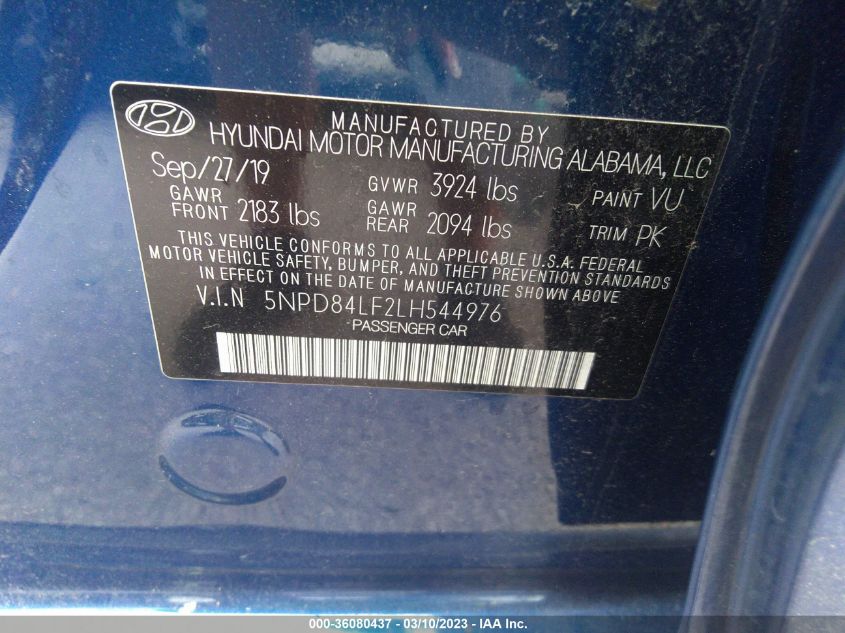 MANUFACTURED BY
HYUNDAI MOTOR MANUFACTURING ALABAMA, LLC
Sep/27/19 GVWR 3924 lbs PAINT VU
GAWR FRONT 2183 lbs GAWR REAR 2094 lbs TRIM PK
THIS VEHICLE CONFORMS TO ALL APPLICABLE U.S.A. FEDERAL
MOTOR VEHICLE SAFETY, BUMPER, AND THEFT PREVENTION STANDARDS
IN EFFECT ON THE DATE OF MANUFACTURE SHOWN ABOVE
V.I.N 5NPD84LF2LH544976
PASSENGER CAR
000-36080437 - 03/10/2023 - IAA Inc.